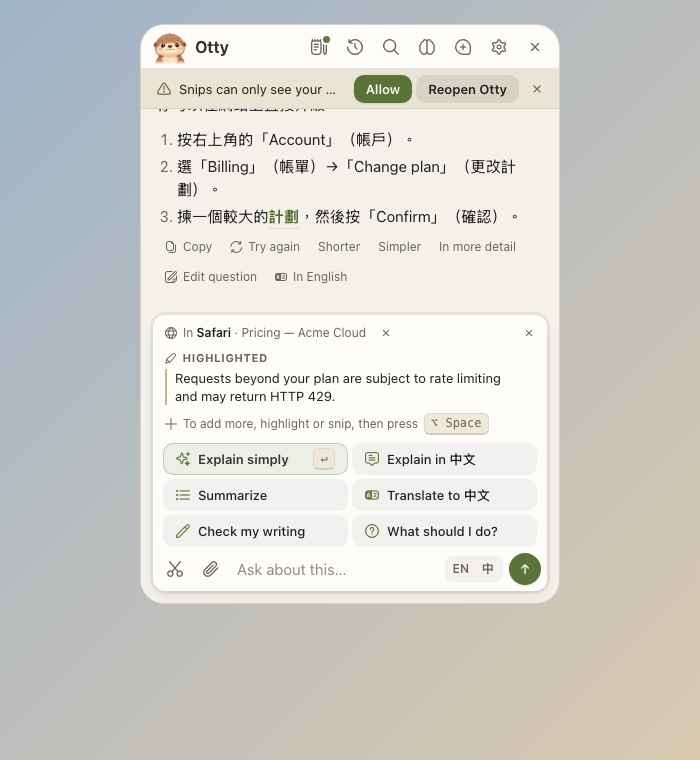 Otty
Snips can only see your ...
Allow
Reopen Otty
1. 按右上角的「Account」（帳戶）。
2. 選「Billing」（帳單）→「Change plan」（更改計
劃）。
3. 揀一個較大的計劃，然後按「Confirm」（確認）。
Copy
Try again
Shorter
Simpler
In more detail
Edit question
In English
In Safari · Pricing — Acme Cloud
HIGHLIGHTED
Requests beyond your plan are subject to rate limiting
and may return HTTP 429.
To add more, highlight or snip, then press ⌥ Space
Explain simply
Explain in 中文
Summarize
Translate to 中文
Check my writing
What should I do?
Ask about this...
EN 中